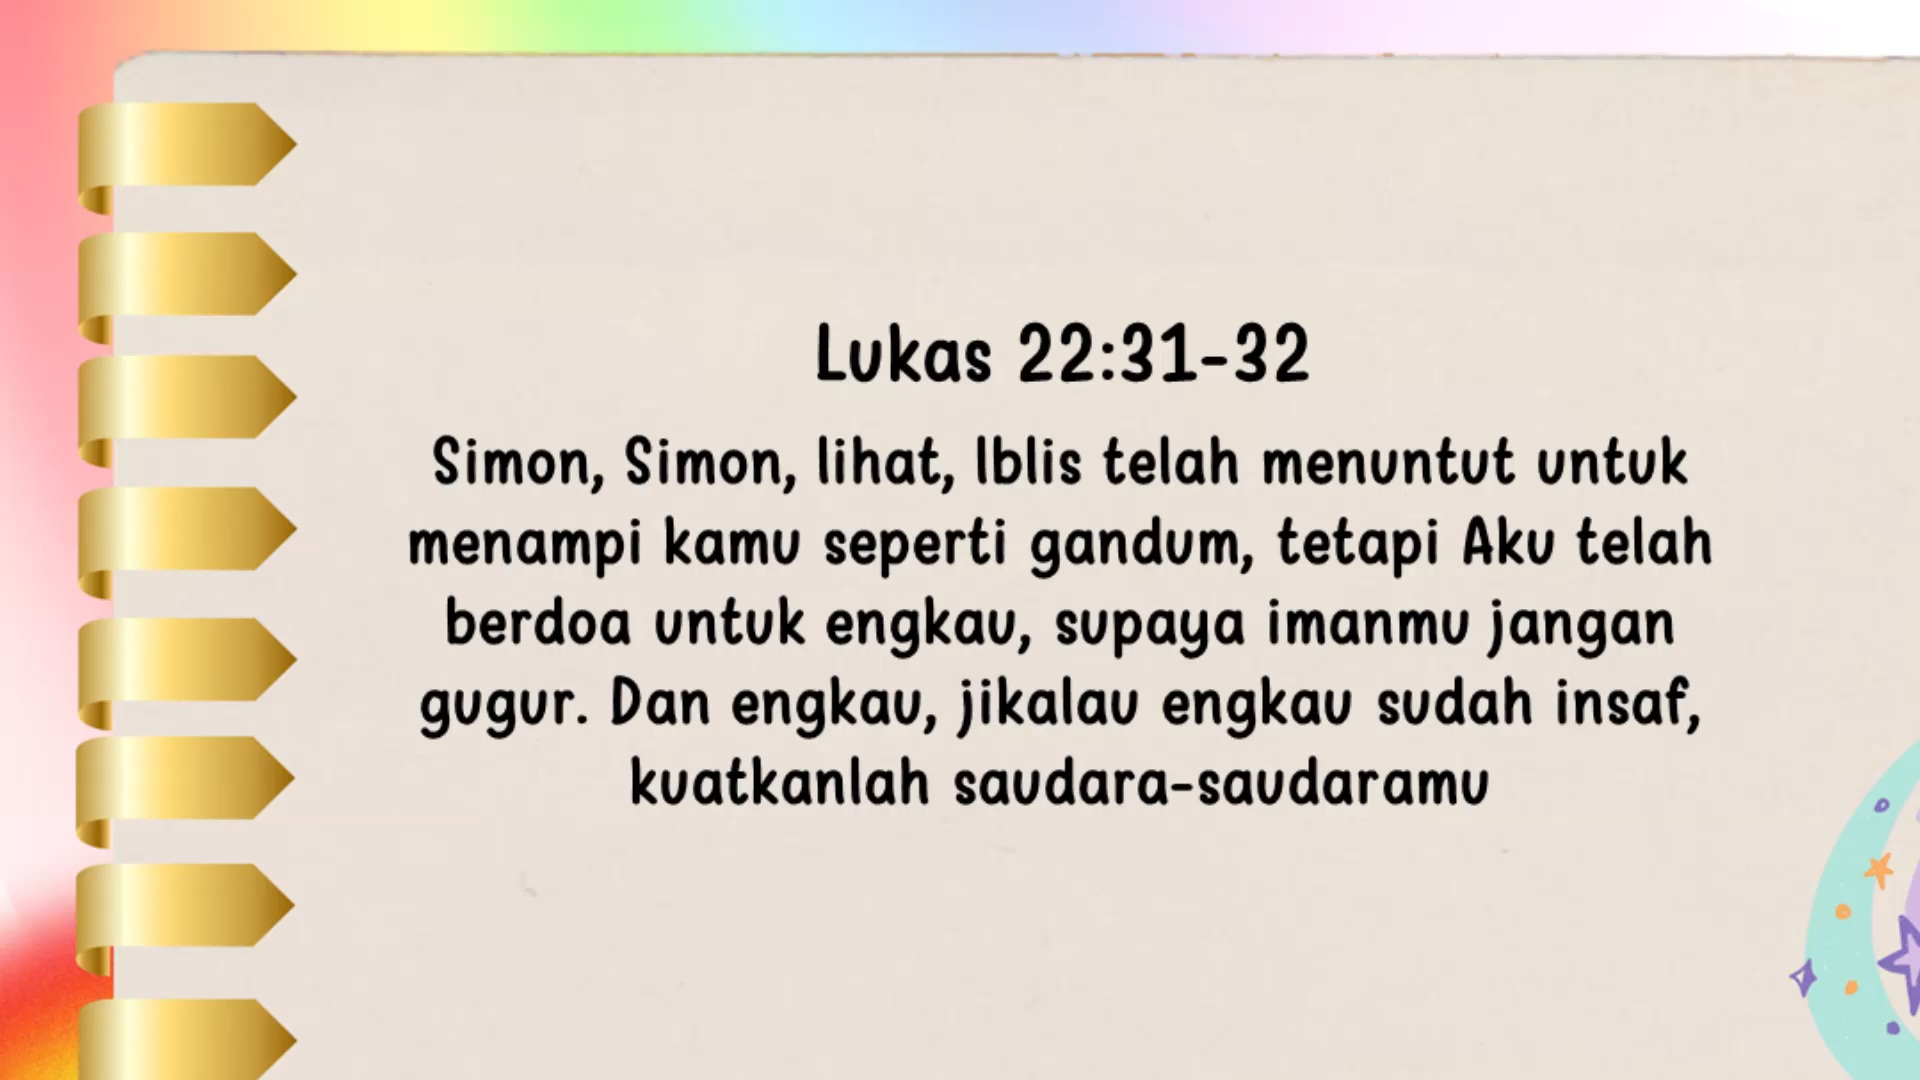 Lukas 22:31-32
Simon, Simon, lihat, Iblis telah menuntut untuk
menampi kamu seperti gandum, tetapi Aku telah
berdoa untuk engkau, supaya imanmu jangan
gugur. Dan engkau, jikalau engkau sudah insaf,
kuatkanlah saudara-saudaramu